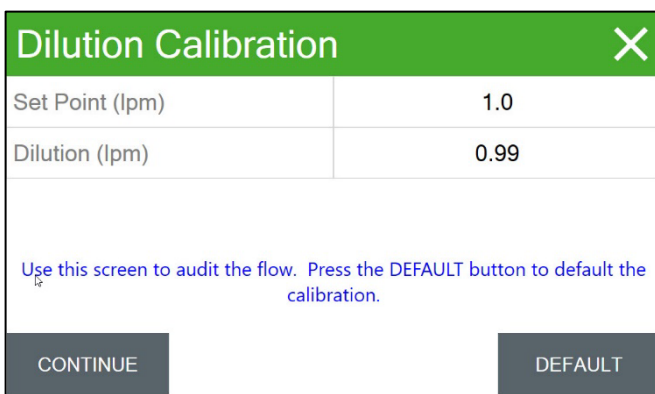 Dilution Calibration
Set Point (lpm) 1.0
Dilution (lpm) 0.99
Use this screen to audit the flow. Press the DEFAULT button to default the
calibration.
CONTINUE DEFAULT